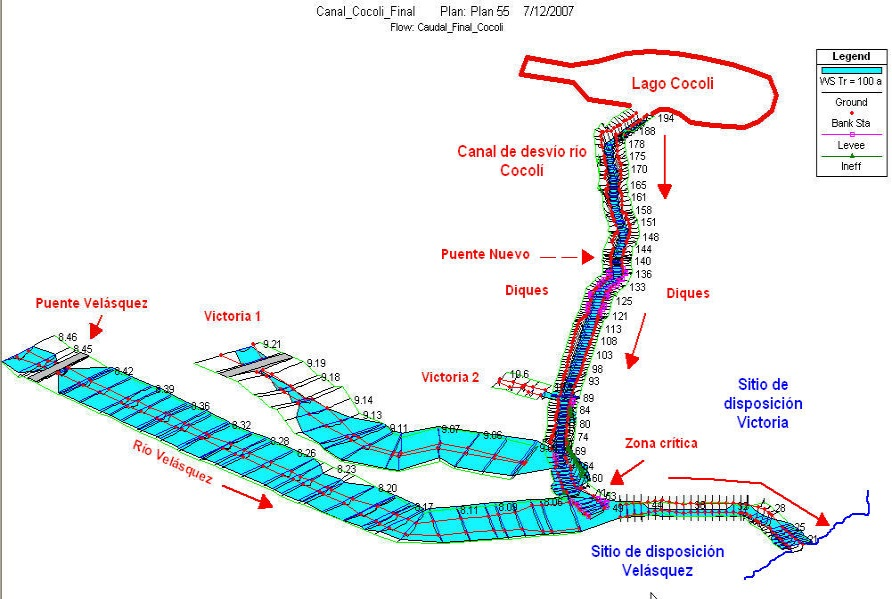 Canal_Cocoli_Final Plan: Plan 55 7/12/2007
Flow: Caudal_Final_Cocoli
Legend
WS Tr = 100 a
Ground
Bank Sta
Levee
Ineff
Lago Cocoli
194
188
178
175
170
165
161
158
151
148
144
140
136
133
125
121
113
108
103
98
93
89
84
80
74
69
60
53
49
44
28
25
21
Canal de desvío río
Cocolí
Puente Nuevo
Diques
Diques
Puente Velásquez
Victoria 1
Victoria 2
10.6
8.46
8.45
8.42
8.39
8.36
8.32
8.28
8.26
8.23
8.20
8.17
8.11
8.09
8.06
9.21
9.19
9.18
9.14
9.13
9.11
9.07
9.06
Río Velásquez
Sitio de
disposición
Victoria
Zona crítica
Sitio de disposición
Velásquez